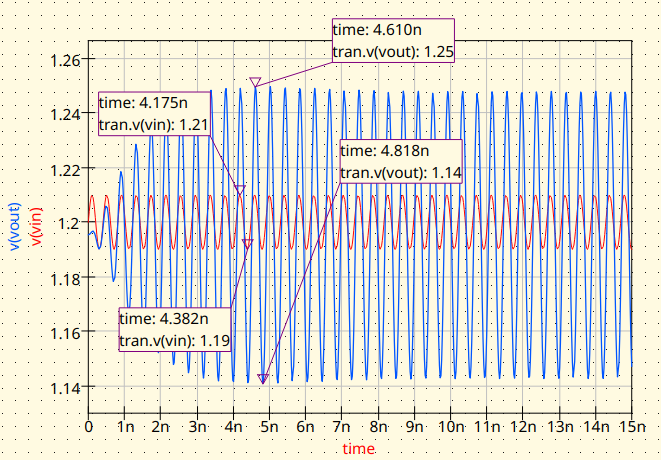 time: 4.610n
tran.v(vout): 1.25
time: 4.175n
tran.v(vin): 1.21
time: 4.818n
tran.v(vout): 1.14
time: 4.382n
tran.v(vin): 1.19
v(vout)
v(vin)
1.26
1.24
1.22
1.2
1.18
1.16
1.14
0 1n 2n 3n 4n 5n 6n 7n 8n 9n 10n 11n 12n 13n 14n 15n
time